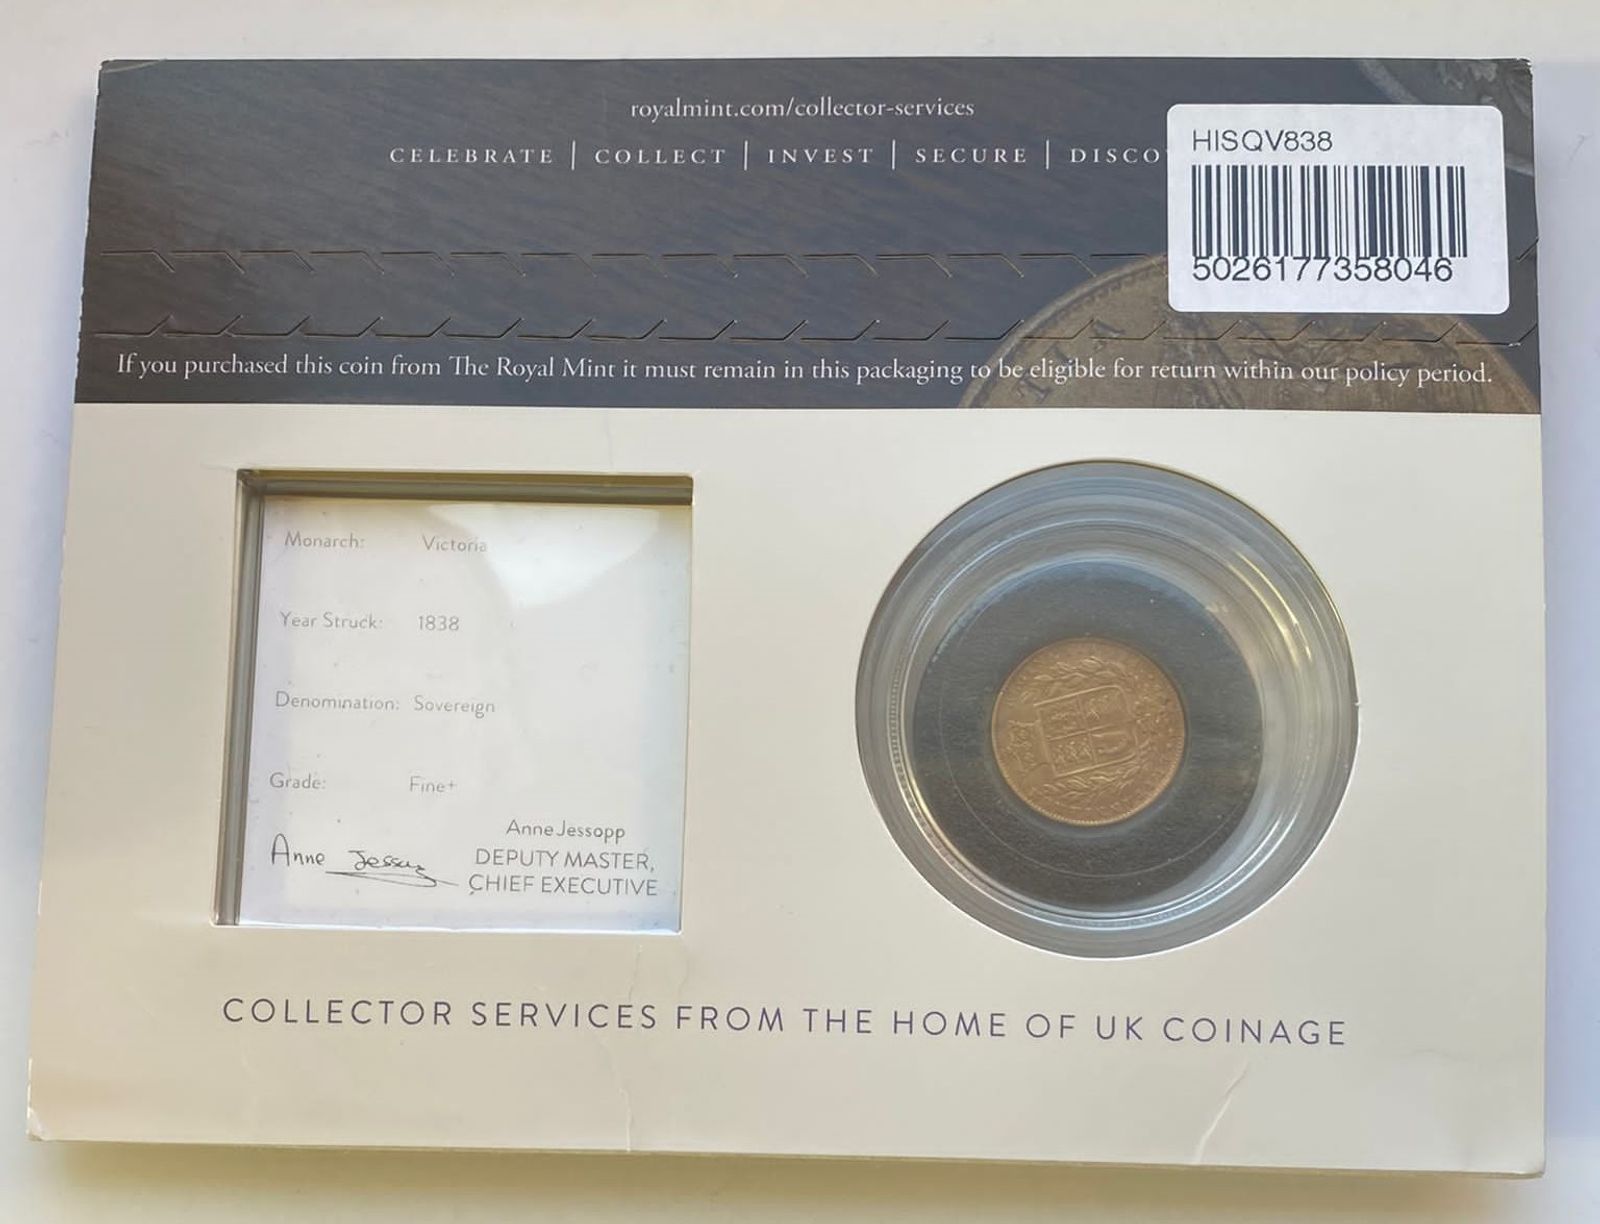 royalmint.com/collector-services
CELEBRATE | COLLECT | INVEST | SECURE | DISCO
HISQV838
5026177358046
If you purchased this coin from The Royal Mint it must remain in this packaging to be eligible for return within our policy period.
Monarch: Victoria
Year Struck: 1838
Denomination: Sovereign
Grade: Fine+
Anne Jessopp
DEPUTY MASTER,
CHIEF EXECUTIVE
Anne
COLLECTOR SERVICES FROM THE HOME OF UK COINAGE